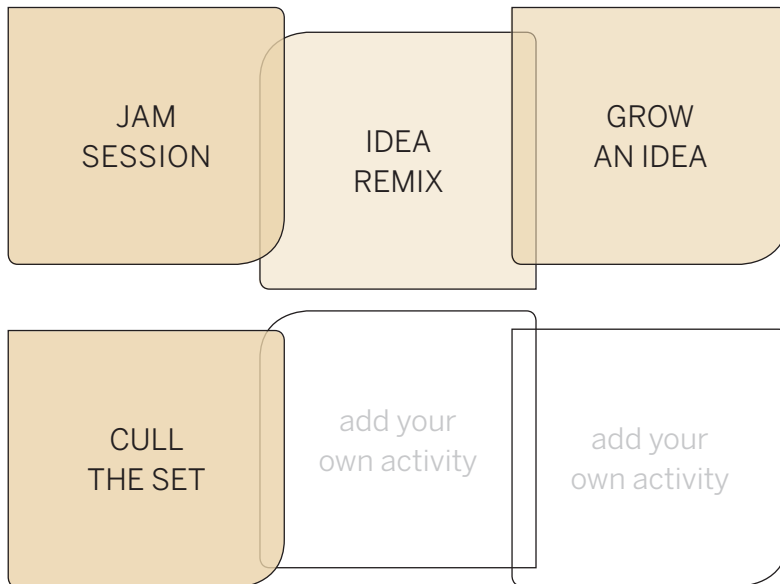 JAM
SESSION
IDEA
REMIX
GROW
AN IDEA
CULL
THE SET
add your
own activity
add your
own activity